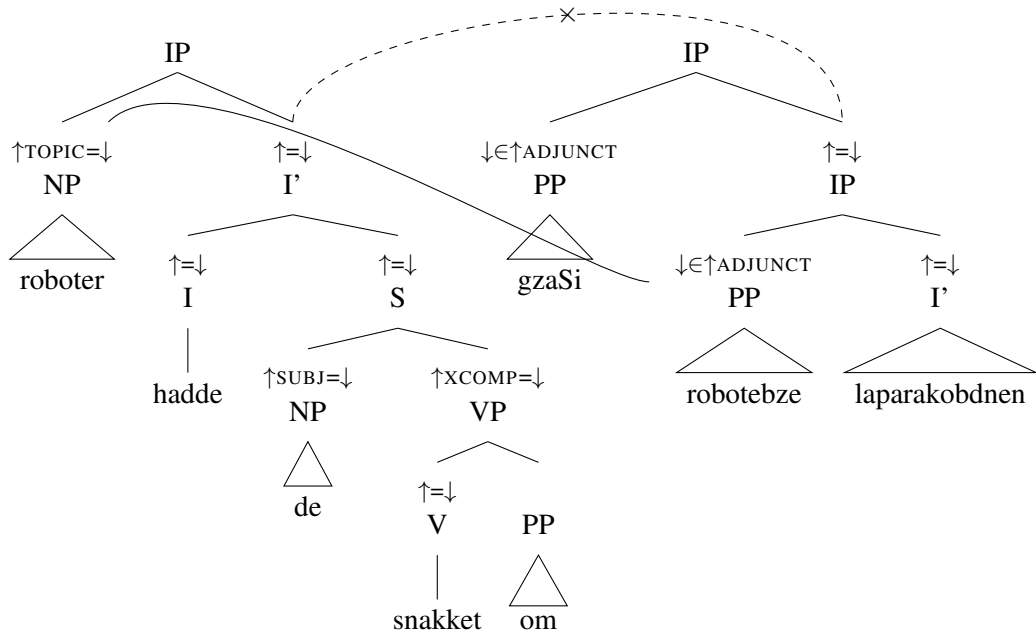 IP IP
↑TOPIC=↓ ↑=↓ ↓∈↑ADJUNCT ↑=↓
NP I’ PP IP
roboter ↑=↓ ↑=↓ gzaSi ↓∈↑ADJUNCT ↑=↓
I S PP I’
hadde ↑SUBJ=↓ ↑XCOMP=↓ robotebze laparakobdnen
NP VP
de ↑=↓
V PP
snakket om